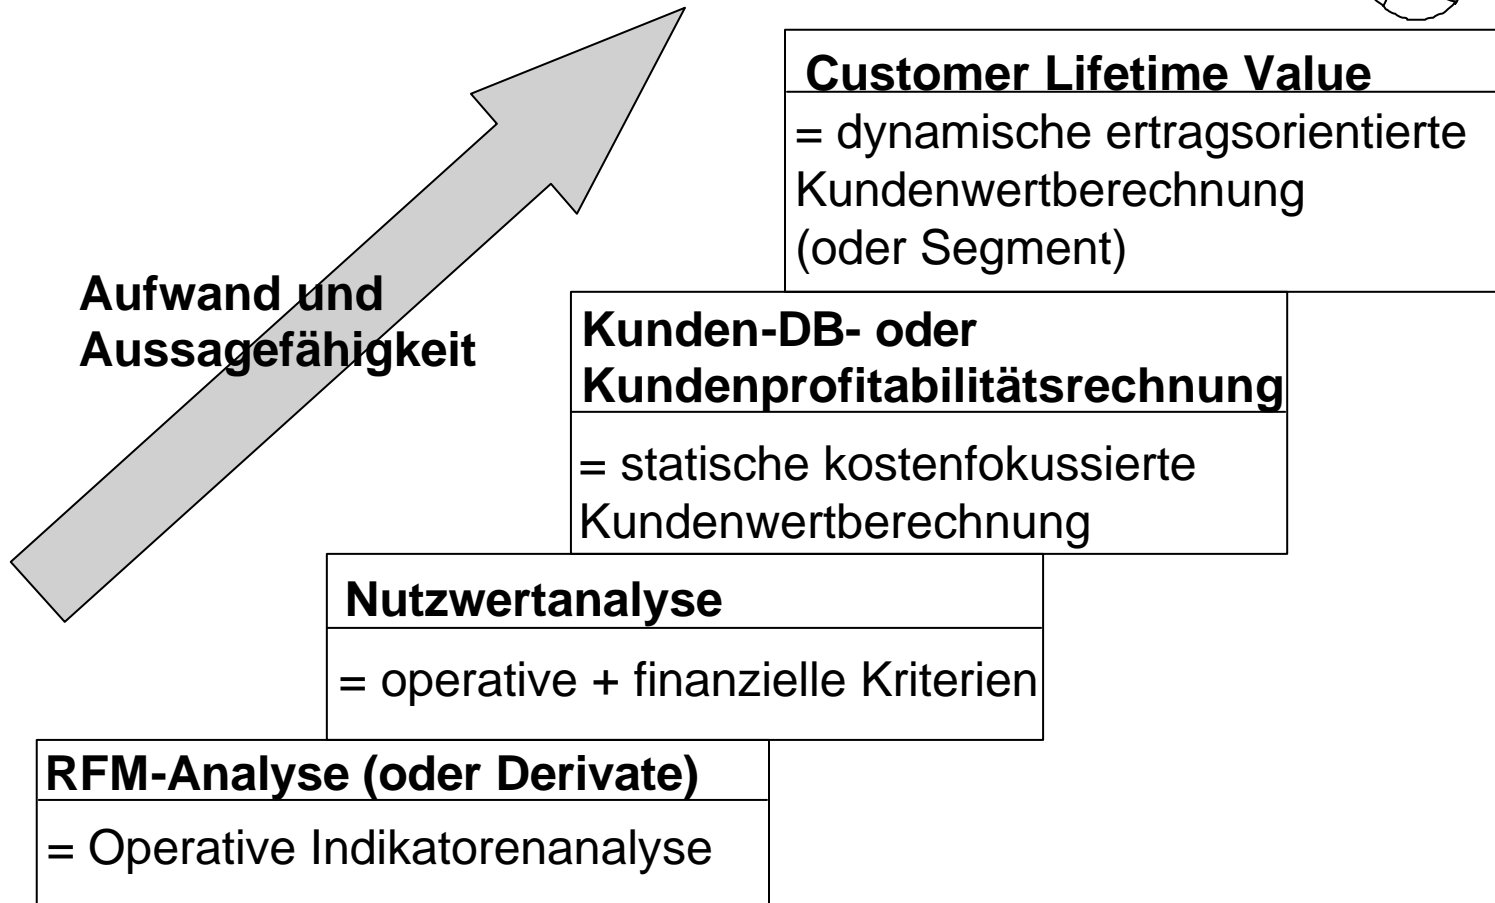 Customer Lifetime Value
= dynamische ertragsorientierte
Kundenwertberechnung
(oder Segment)
Aufwand und
Aussagefähigkeit
Kunden-DB- oder
Kundenprofitabilitätsrechnung
= statische kostenfokussierte
Kundenwertberechnung
Nutzwertanalyse
= operative + finanzielle Kriterien
RFM-Analyse (oder Derivate)
= Operative Indikatorenanalyse